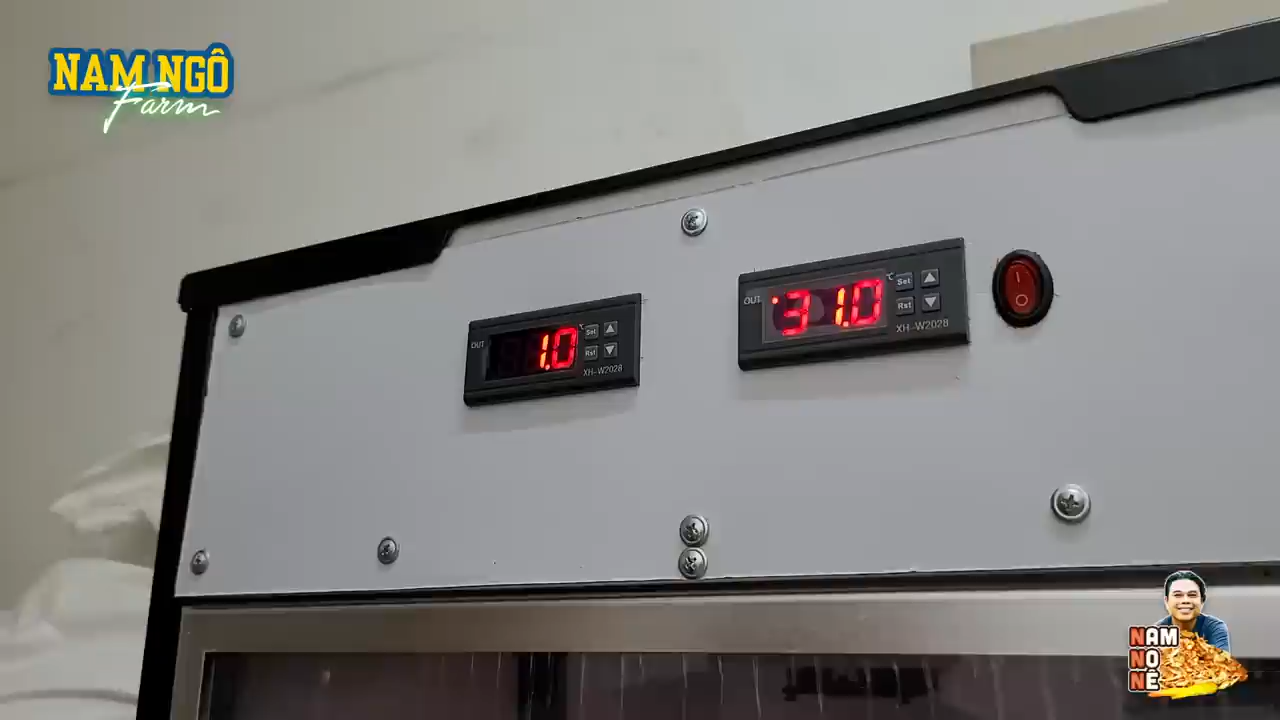 NAM NGÔ
Farm
OUT
1.0
°C
Set
Rst
XH-W2028
OUT
31.0
°C
Set
Rst
XH-W2028
NAM
NO
NÊ